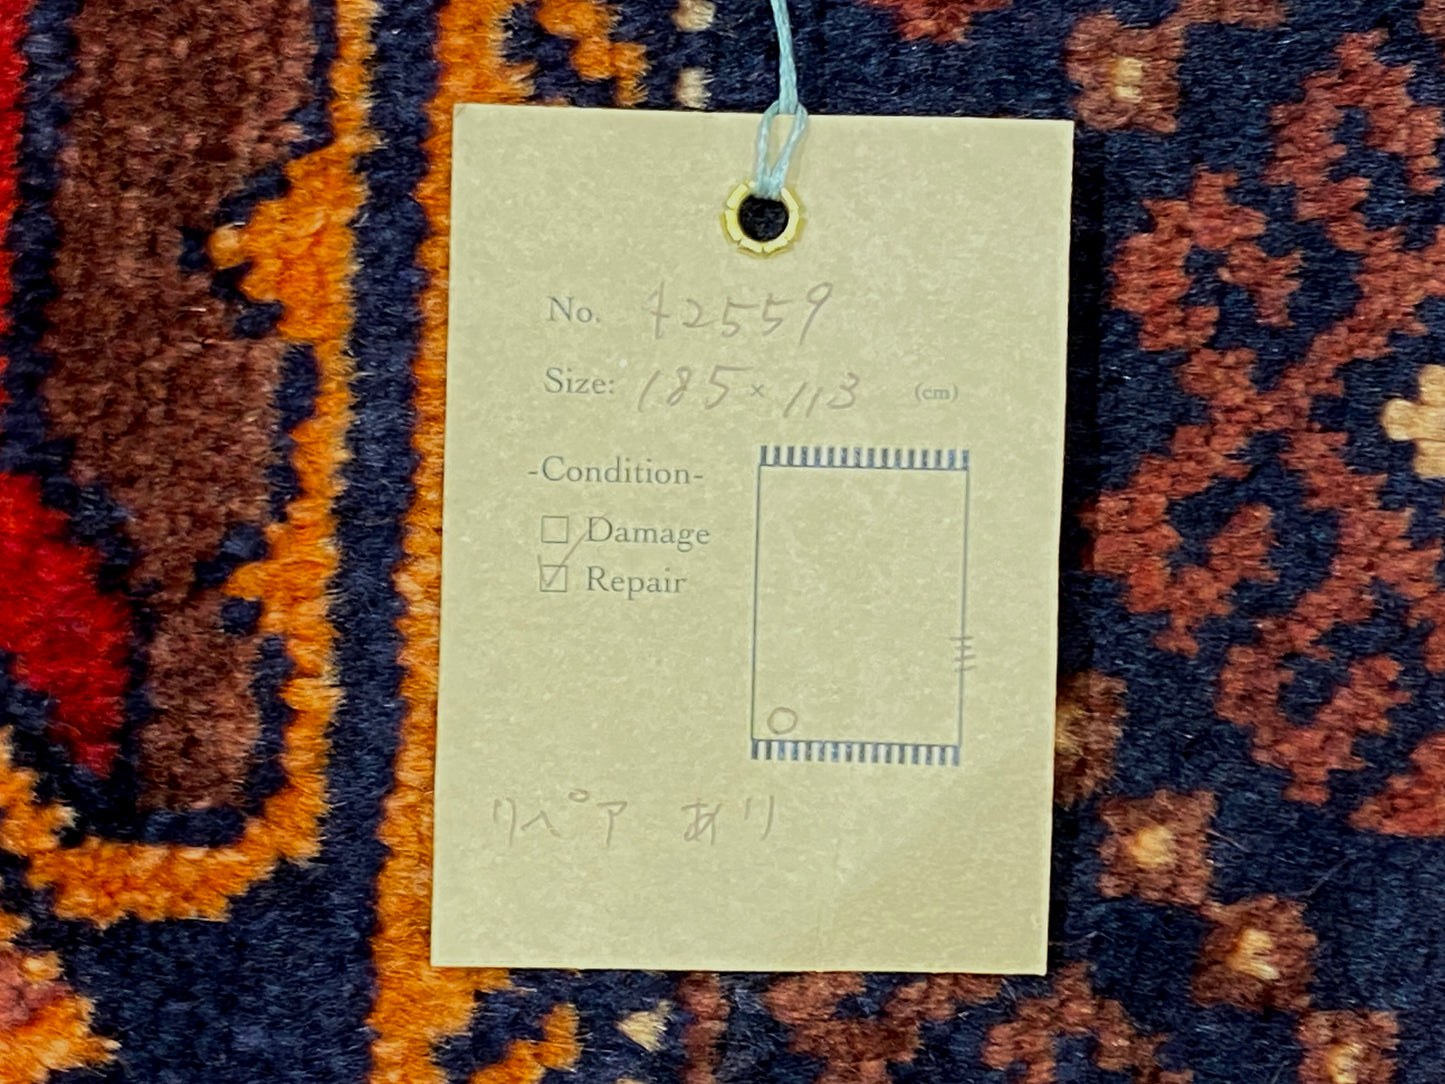 No. 42559
Size: 185 × 113 (cm)
-Condition-
☐ Damage
☑ Repair
リペア あり